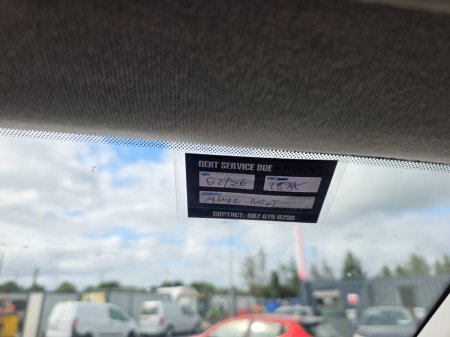 NEXT SERVICE DUE
07/26 183K
MINOR NEXT
CONTACT: 087 675 0730